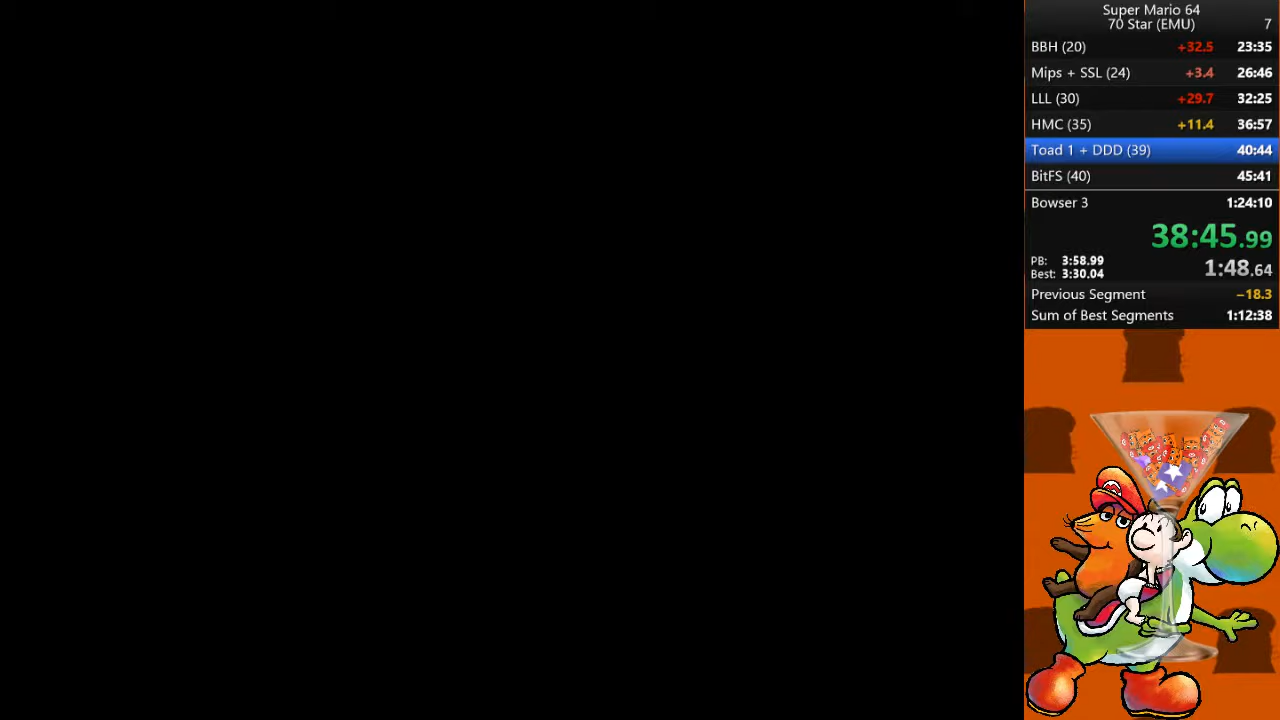 Super Mario 64
70 Star (EMU) 7
BBH (20) +32.5 23:35
Mips + SSL (24) +3.4 26:46
LLL (30) +29.7 32:25
HMC (35) +11.4 36:57
Toad 1 + DDD (39) 40:44
BitFS (40) 45:41
Bowser 3 1:24:10
38:45.99
PB: 3:58.99
Best: 3:30.04 1:48.64
Previous Segment −18.3
Sum of Best Segments 1:12:38